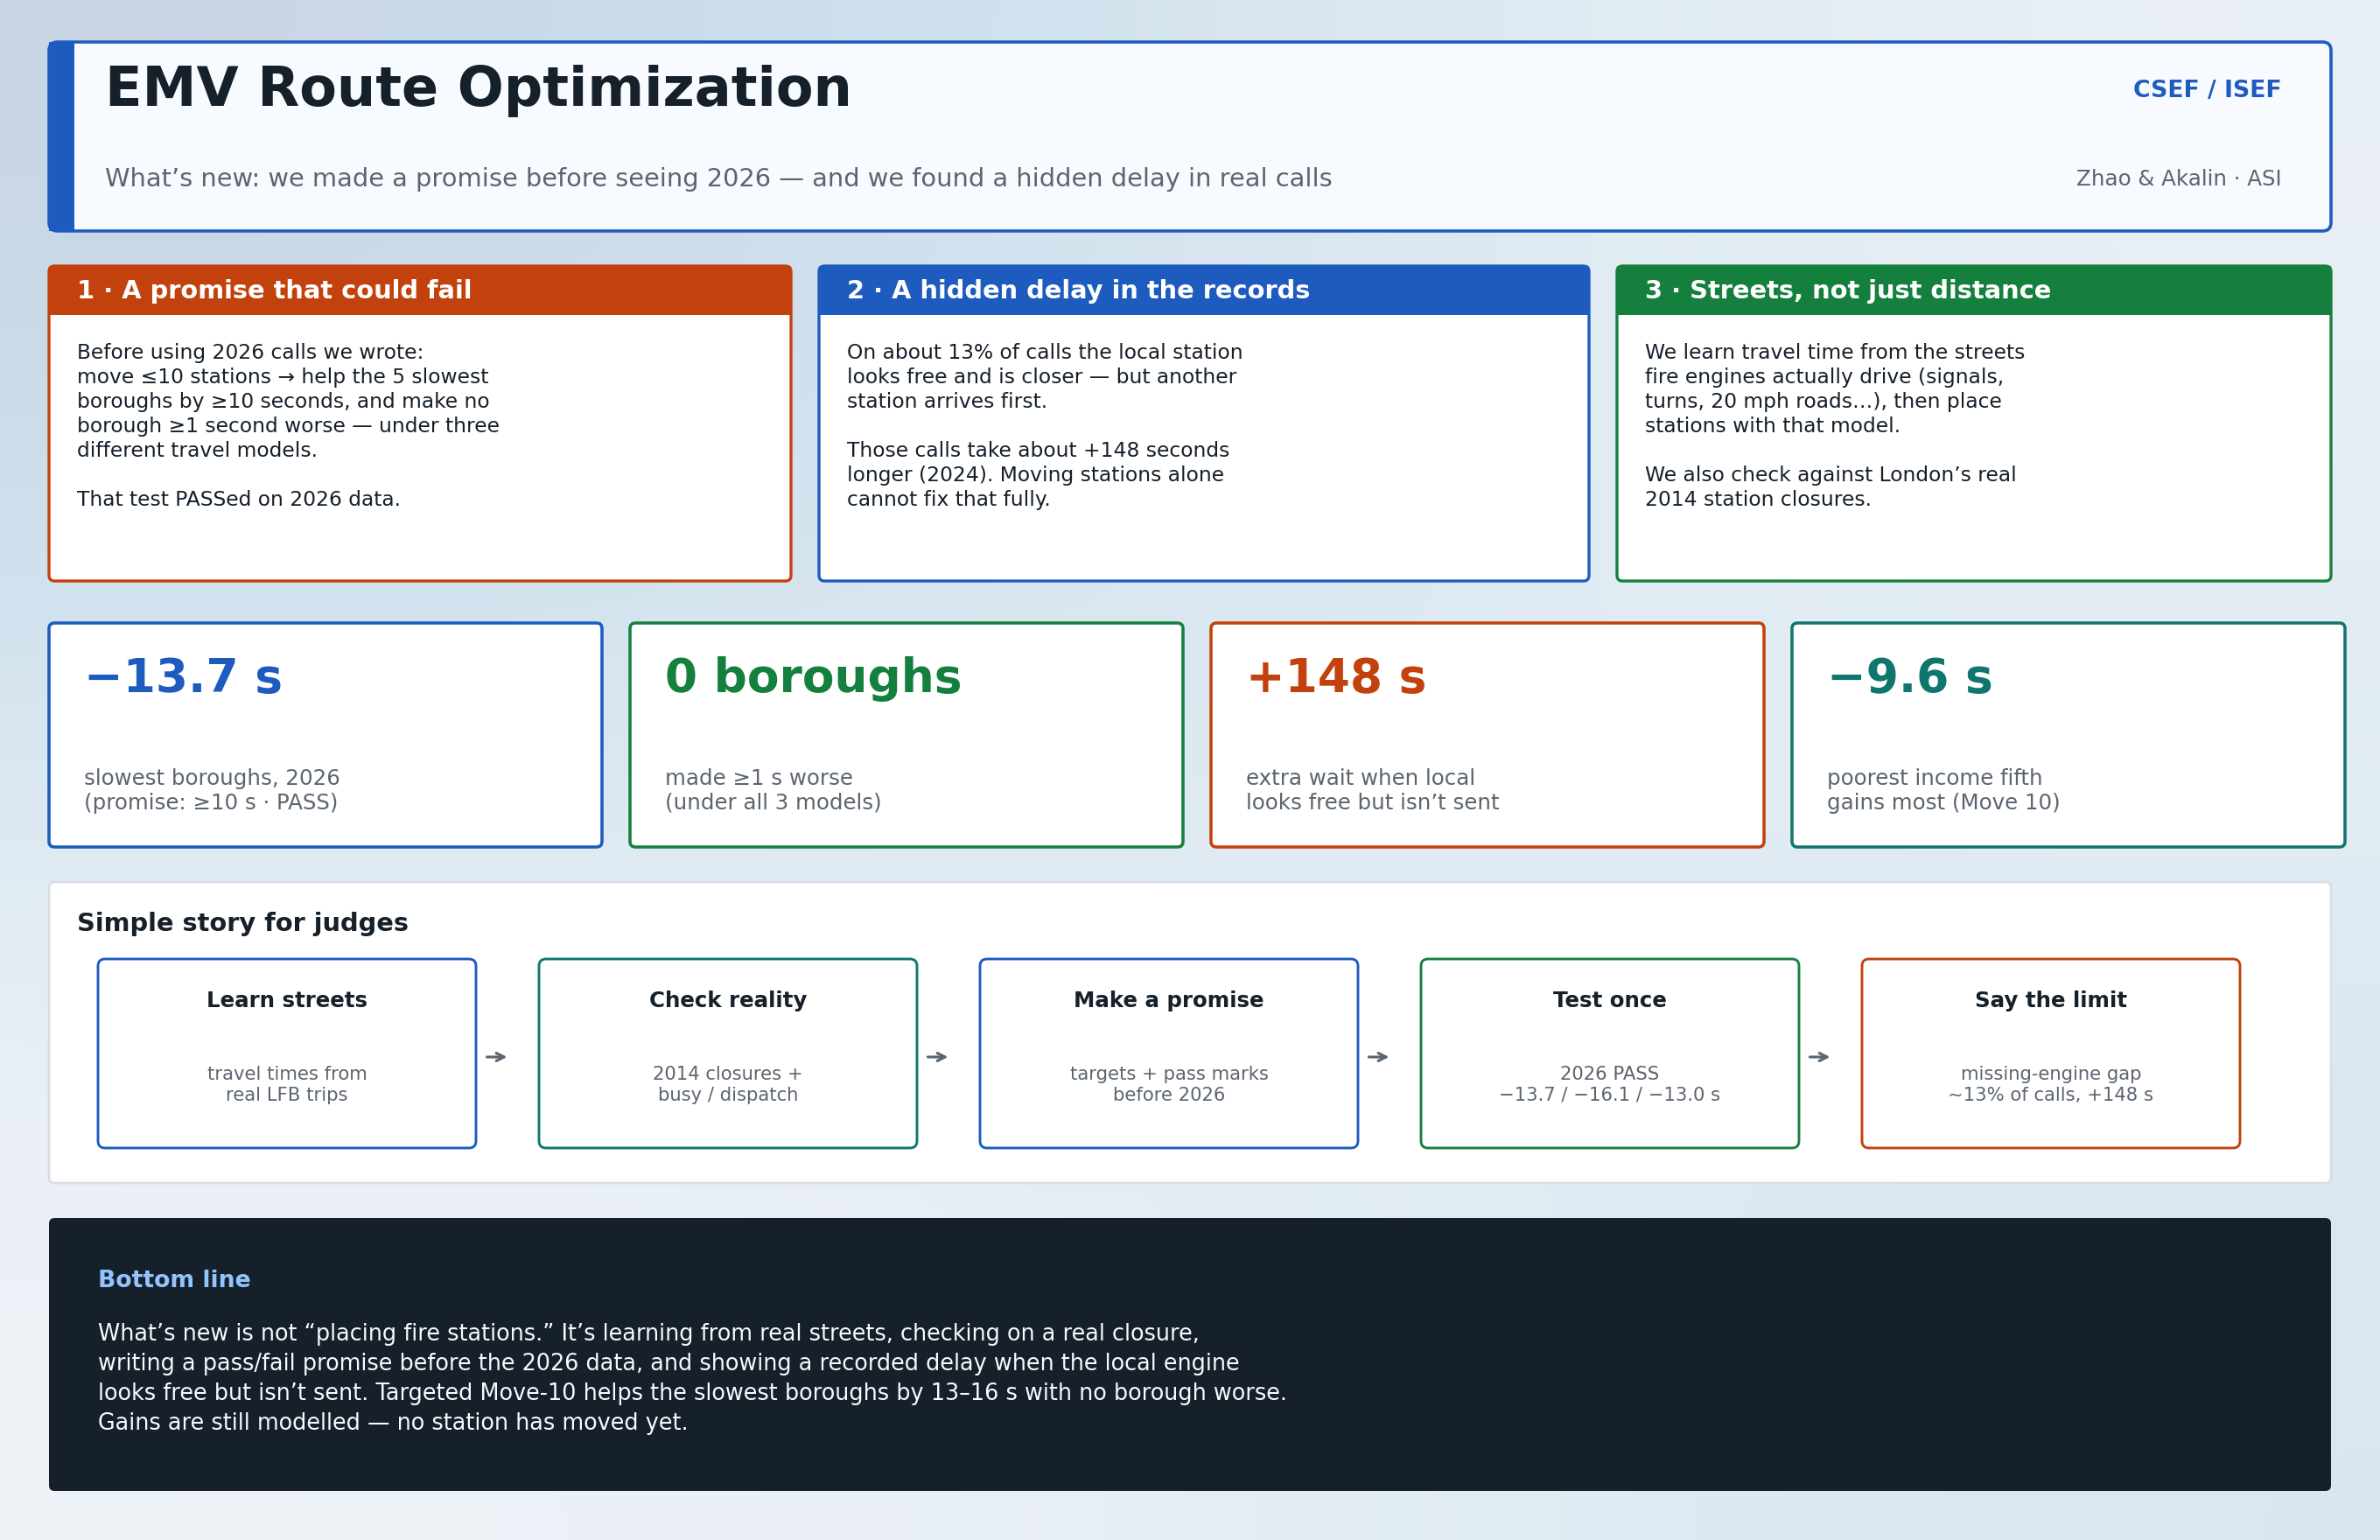 EMV Route Optimization
CSEF / ISEF
What’s new: we made a promise before seeing 2026 — and we found a hidden delay in real calls
Zhao & Akalin · ASI
1 · A promise that could fail
Before using 2026 calls we wrote:
move ≤10 stations → help the 5 slowest
boroughs by ≥10 seconds, and make no
borough ≥1 second worse — under three
different travel models.
That test PASSed on 2026 data.
2 · A hidden delay in the records
On about 13% of calls the local station
looks free and is closer — but another
station arrives first.
Those calls take about +148 seconds
longer (2024). Moving stations alone
cannot fix that fully.
3 · Streets, not just distance
We learn travel time from the streets
fire engines actually drive (signals,
turns, 20 mph roads…), then place
stations with that model.
We also check against London’s real
2014 station closures.
−13.7 s
slowest boroughs, 2026
(promise: ≥10 s · PASS)
0 boroughs
made ≥1 s worse
(under all 3 models)
+148 s
extra wait when local
looks free but isn’t sent
−9.6 s
poorest income fifth
gains most (Move 10)
Simple story for judges
Learn streets
travel times from
real LFB trips
→
Check reality
2014 closures +
busy / dispatch
→
Make a promise
targets + pass marks
before 2026
→
Test once
2026 PASS
−13.7 / −16.1 / −13.0 s
→
Say the limit
missing-engine gap
~13% of calls, +148 s
Bottom line
What’s new is not “placing fire stations.” It’s learning from real streets, checking on a real closure,
writing a pass/fail promise before the 2026 data, and showing a recorded delay when the local engine
looks free but isn’t sent. Targeted Move-10 helps the slowest boroughs by 13–16 s with no borough worse.
Gains are still modelled — no station has moved yet.